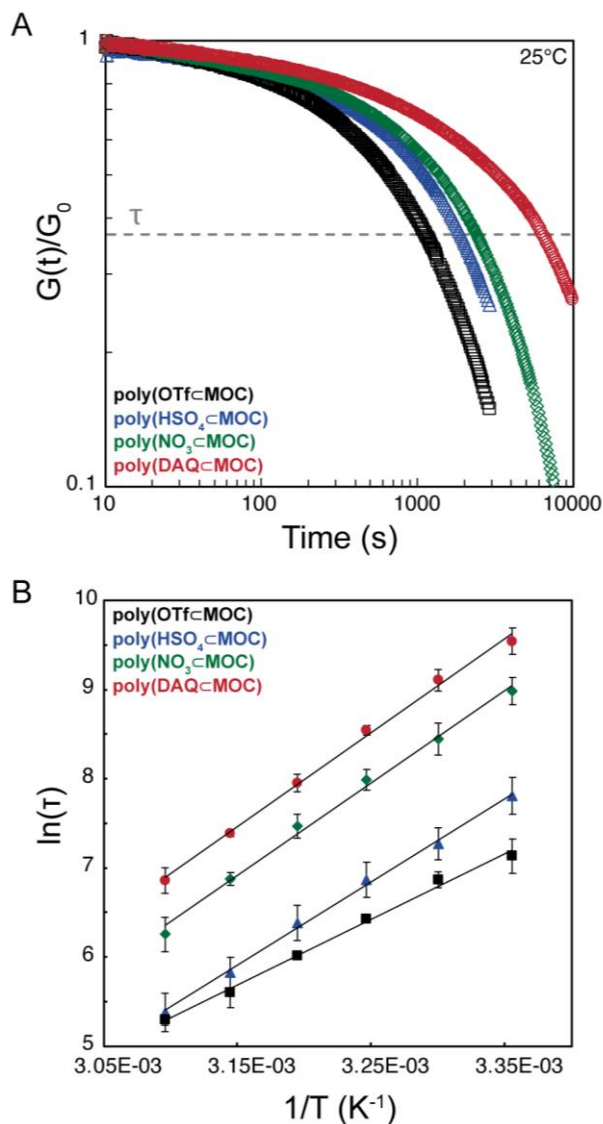 A
1
25°C
G(t)/G₀
τ
poly(OTf⊂MOC)
poly(HSO₄⊂MOC)
poly(NO₃⊂MOC)
poly(DAQ⊂MOC)
0.1
10
100
1000
10000
Time (s)
B
10
poly(OTf⊂MOC)
poly(HSO₄⊂MOC)
poly(NO₃⊂MOC)
poly(DAQ⊂MOC)
9
8
ln(τ)
7
6
5
3.05E-03
3.15E-03
3.25E-03
3.35E-03
1/T (K⁻¹)